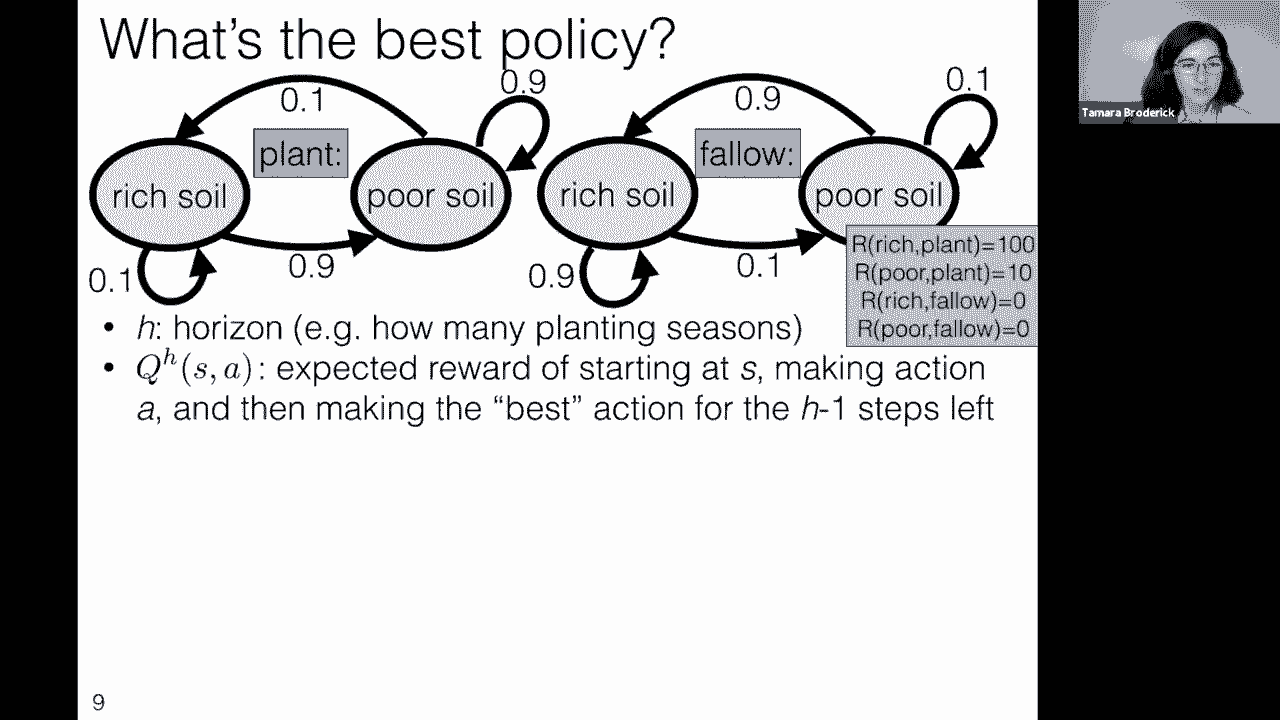 What's the best policy?
0.1
0.9
plant:
rich soil
poor soil
0.1
0.9
0.9
0.1
fallow:
rich soil
poor soil
0.9
0.1
R(rich,plant)=100
R(poor,plant)=10
R(rich,fallow)=0
R(poor,fallow)=0
• h: horizon (e.g. how many planting seasons)
• Q^h(s, a): expected reward of starting at s, making action
a, and then making the “best” action for the h-1 steps left
9
Tamara Broderick